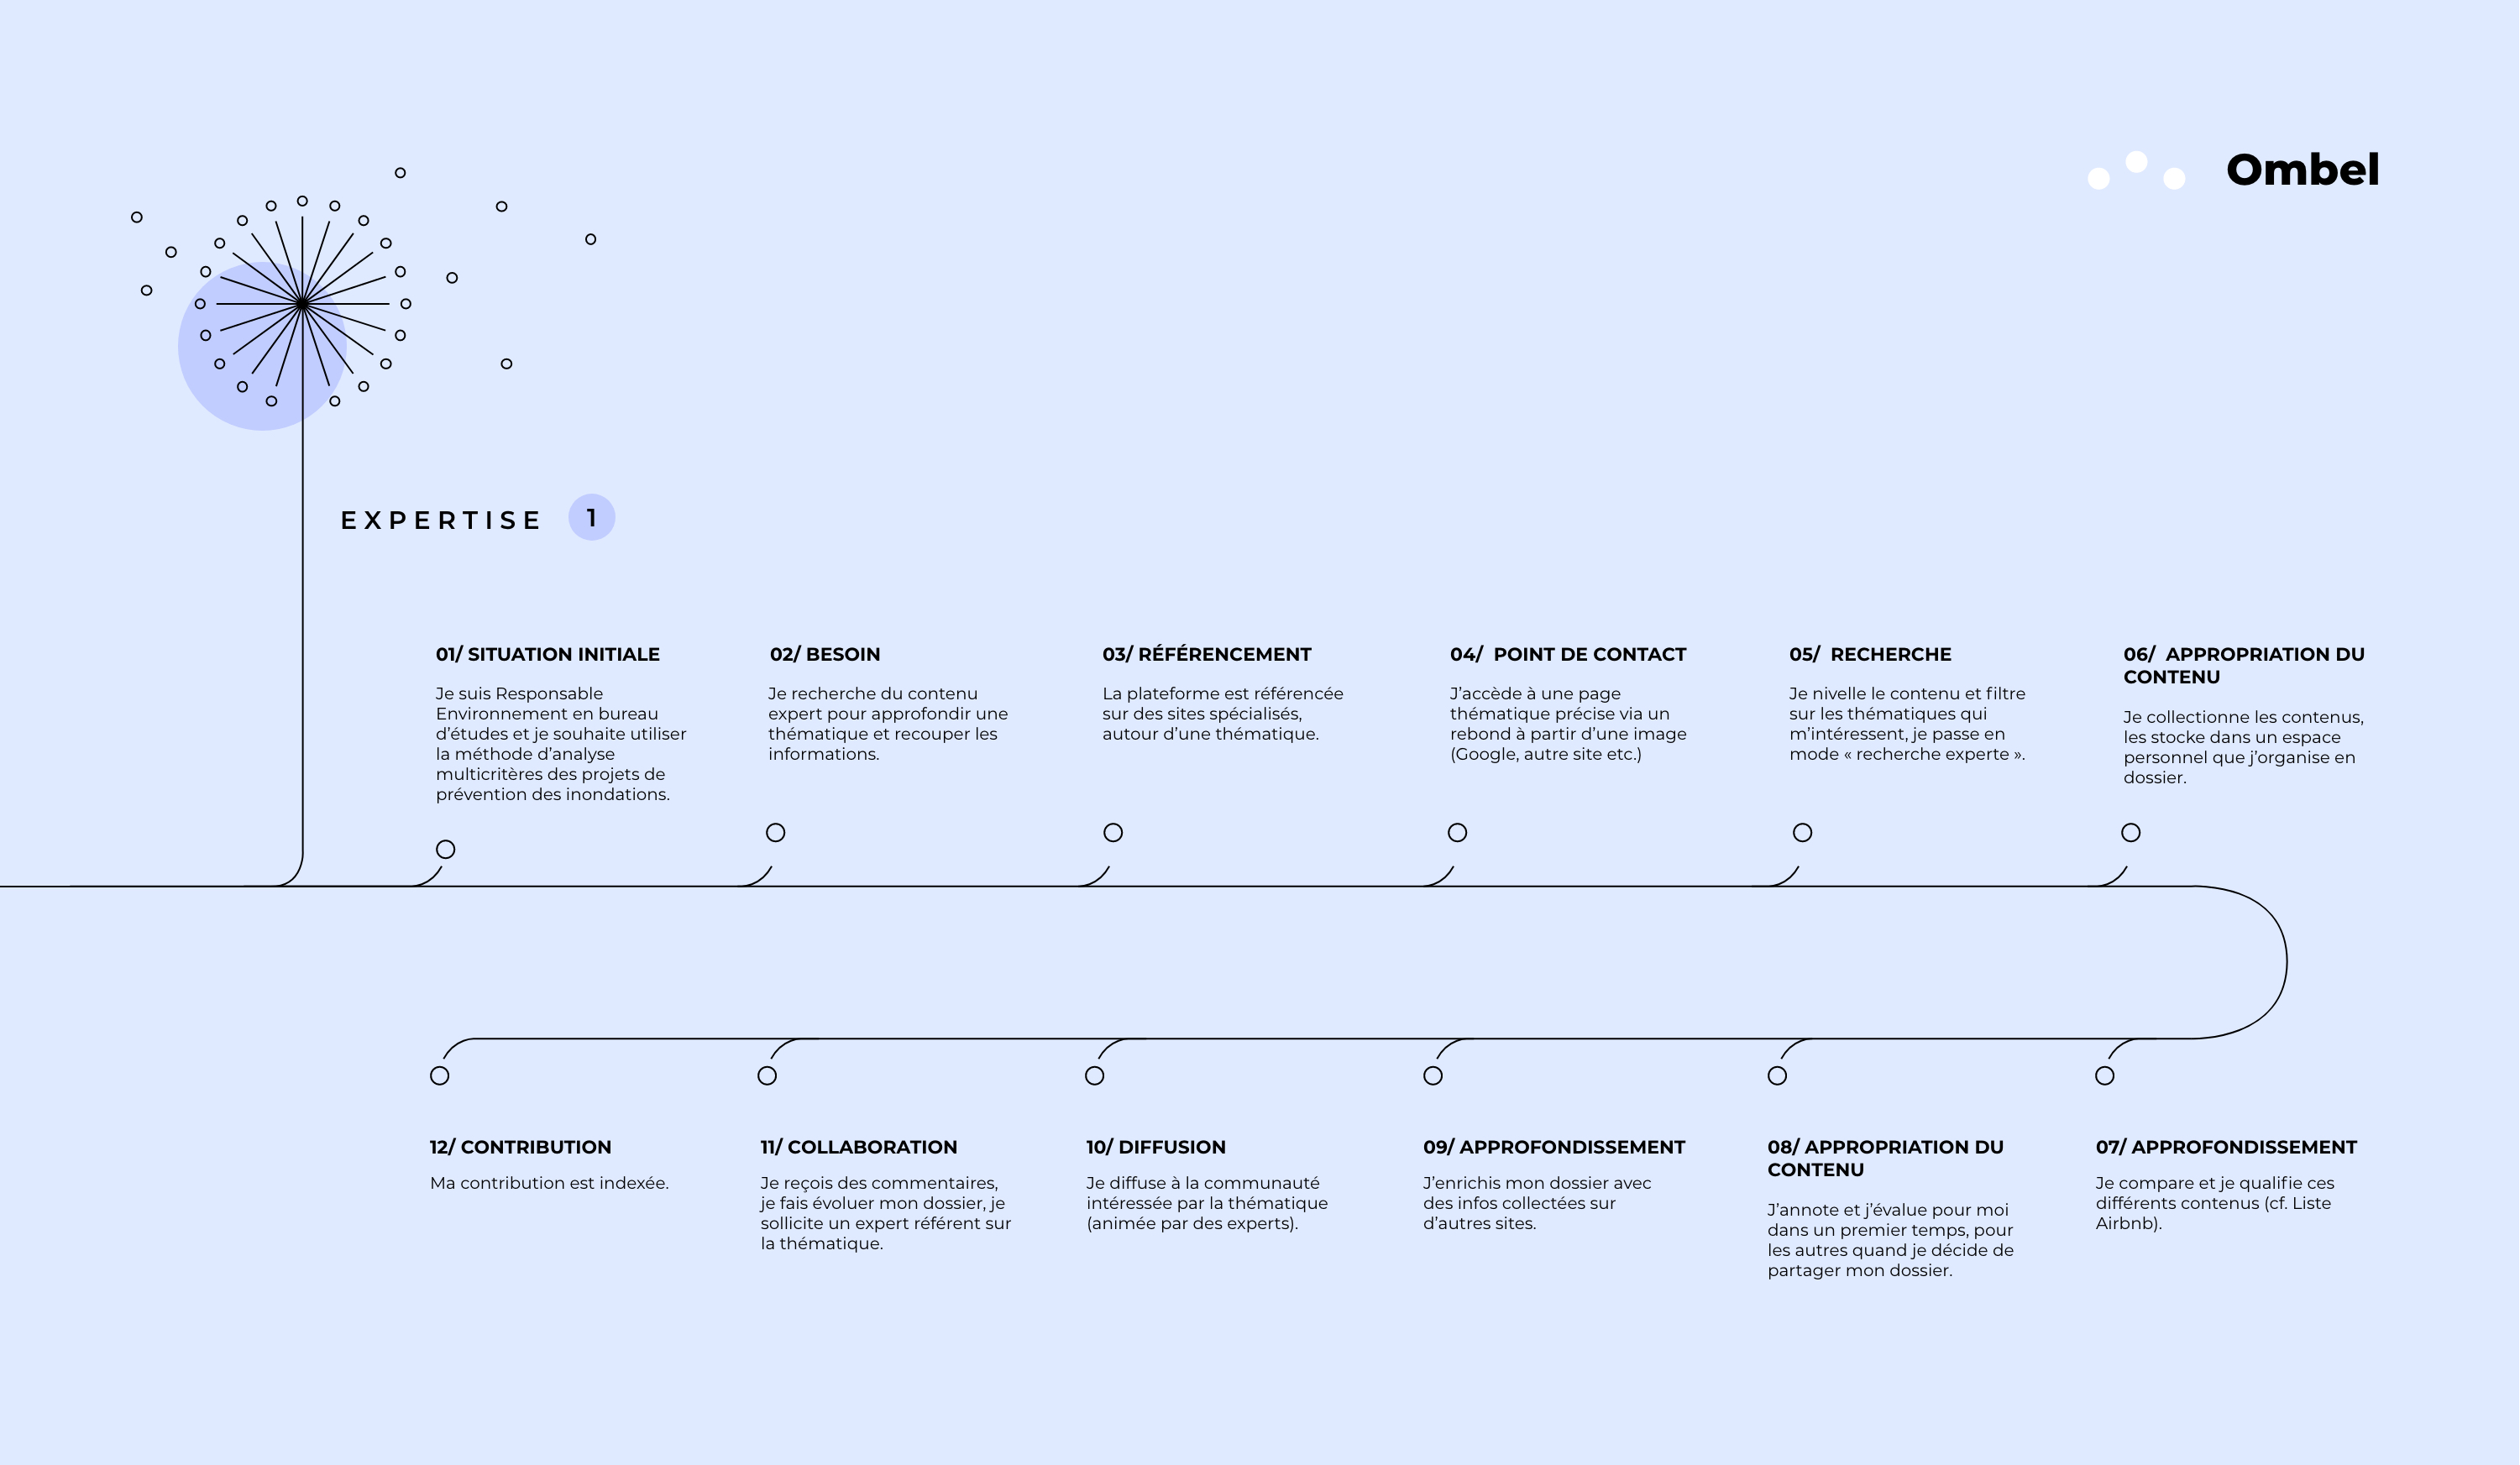 Ombel
EXPERTISE 1
01/ SITUATION INITIALE
Je suis Responsable
Environnement en bureau
d’études et je souhaite utiliser
la méthode d’analyse
multicritères des projets de
prévention des inondations.
02/ BESOIN
Je recherche du contenu
expert pour approfondir une
thématique et recouper les
informations.
03/ RÉFÉRENCEMENT
La plateforme est référencée
sur des sites spécialisés,
autour d’une thématique.
04/ POINT DE CONTACT
J’accède à une page
thématique précise via un
rebond à partir d’une image
(Google, autre site etc.)
05/ RECHERCHE
Je nivelle le contenu et filtre
sur les thématiques qui
m’intéressent, je passe en
mode « recherche experte ».
06/ APPROPRIATION DU
CONTENU
Je collectionne les contenus,
les stocke dans un espace
personnel que j’organise en
dossier.
07/ APPROFONDISSEMENT
Je compare et je qualifie ces
différents contenus (cf. Liste
Airbnb).
08/ APPROPRIATION DU
CONTENU
J’annote et j’évalue pour moi
dans un premier temps, pour
les autres quand je décide de
partager mon dossier.
09/ APPROFONDISSEMENT
J’enrichis mon dossier avec
des infos collectées sur
d’autres sites.
10/ DIFFUSION
Je diffuse à la communauté
intéressée par la thématique
(animée par des experts).
11/ COLLABORATION
Je reçois des commentaires,
je fais évoluer mon dossier, je
sollicite un expert référent sur
la thématique.
12/ CONTRIBUTION
Ma contribution est indexée.